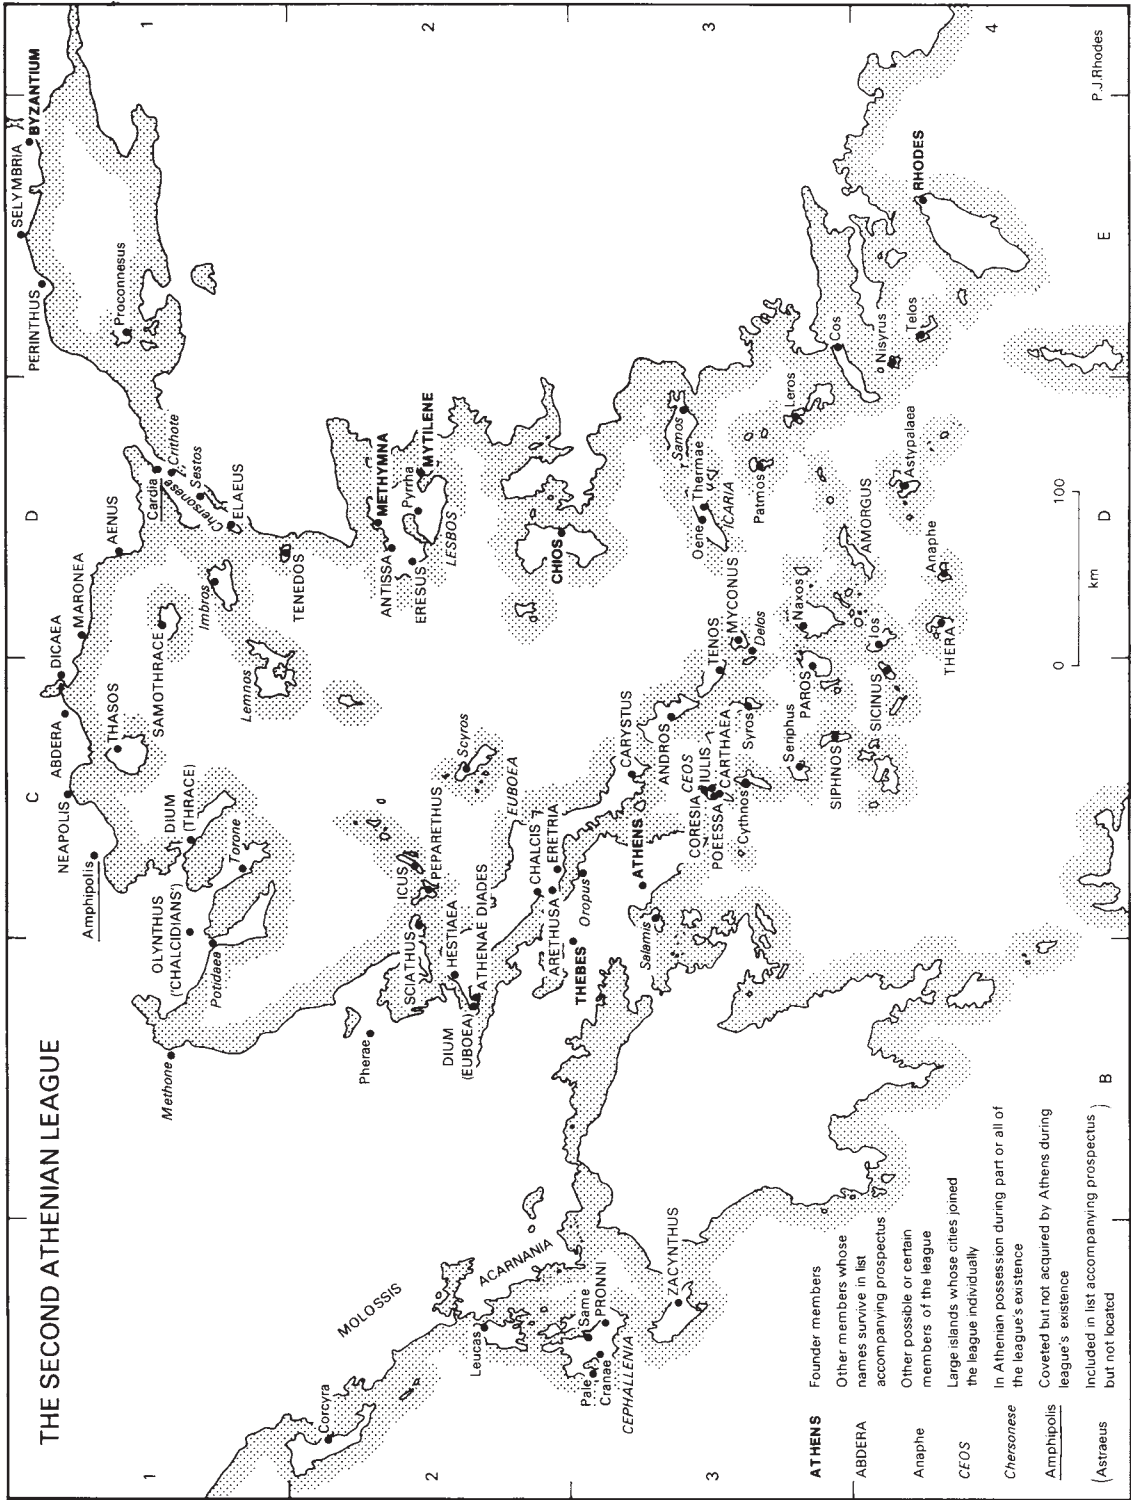 THE SECOND ATHENIAN LEAGUE
B
C
D
E
1
2
3
4
1
2
3
MOLOSSIS
ACARNANIA
Corcyra
Leucas
Pale
Cranae
Same
PRONNI
CEPHALLENIA
ZACYNTHUS
Methone
Pherae
OLYNTHUS
('CHALCIDIANS')
Potidaea
Amphipolis
NEAPOLIS
DIUM
(THRACE)
Torone
ABDERA
DICAEA
THASOS
MARONEA
SAMOTHRACE
AENUS
Imbros
Lemnos
TENEDOS
Cardia
Crithote
Chersonese
Sestos
ELAEUS
PERINTHUS
SELYMBRIA
BYZANTIUM
Proconnesus
SCIATHUS
ICUS
PEPARETHUS
Scyros
HESTIAEA
ATHENAE DIADES
DIUM
(EUBOEA)
EUBOEA
CHALCIS
ERETRIA
ARETHUSA
Oropus
THEBES
ATHENS
Salamis
CARYSTUS
ANDROS
CEOS
IULIS
CARTHAEA
CORESIA
POEESSA
Cythnos
TENOS
MYCONUS
Delos
Syros
Seriphus
SIPHNOS
PAROS
Naxos
SICINUS
Ios
THERA
Anaphe
AMORGUS
Astypalaea
METHYMNA
ANTISSA
ERESUS
Pyrrha
MYTILENE
LESBOS
CHIOS
Samos
Oene
Thermae
ICARIA
Patmos
Leros
Cos
Nisyrus
Telos
RHODES
0 km 100
ATHENS Founder members
ABDERA Other members whose
names survive in list
accompanying prospectus
Anaphe Other possible or certain
members of the league
CEOS Large islands whose cities joined
the league individually
Chersonese In Athenian possession during part or all of
the league's existence
Amphipolis Coveted but not acquired by Athens during
league's existence
(Astraeus Included in list accompanying prospectus )
but not located
P.J.Rhodes